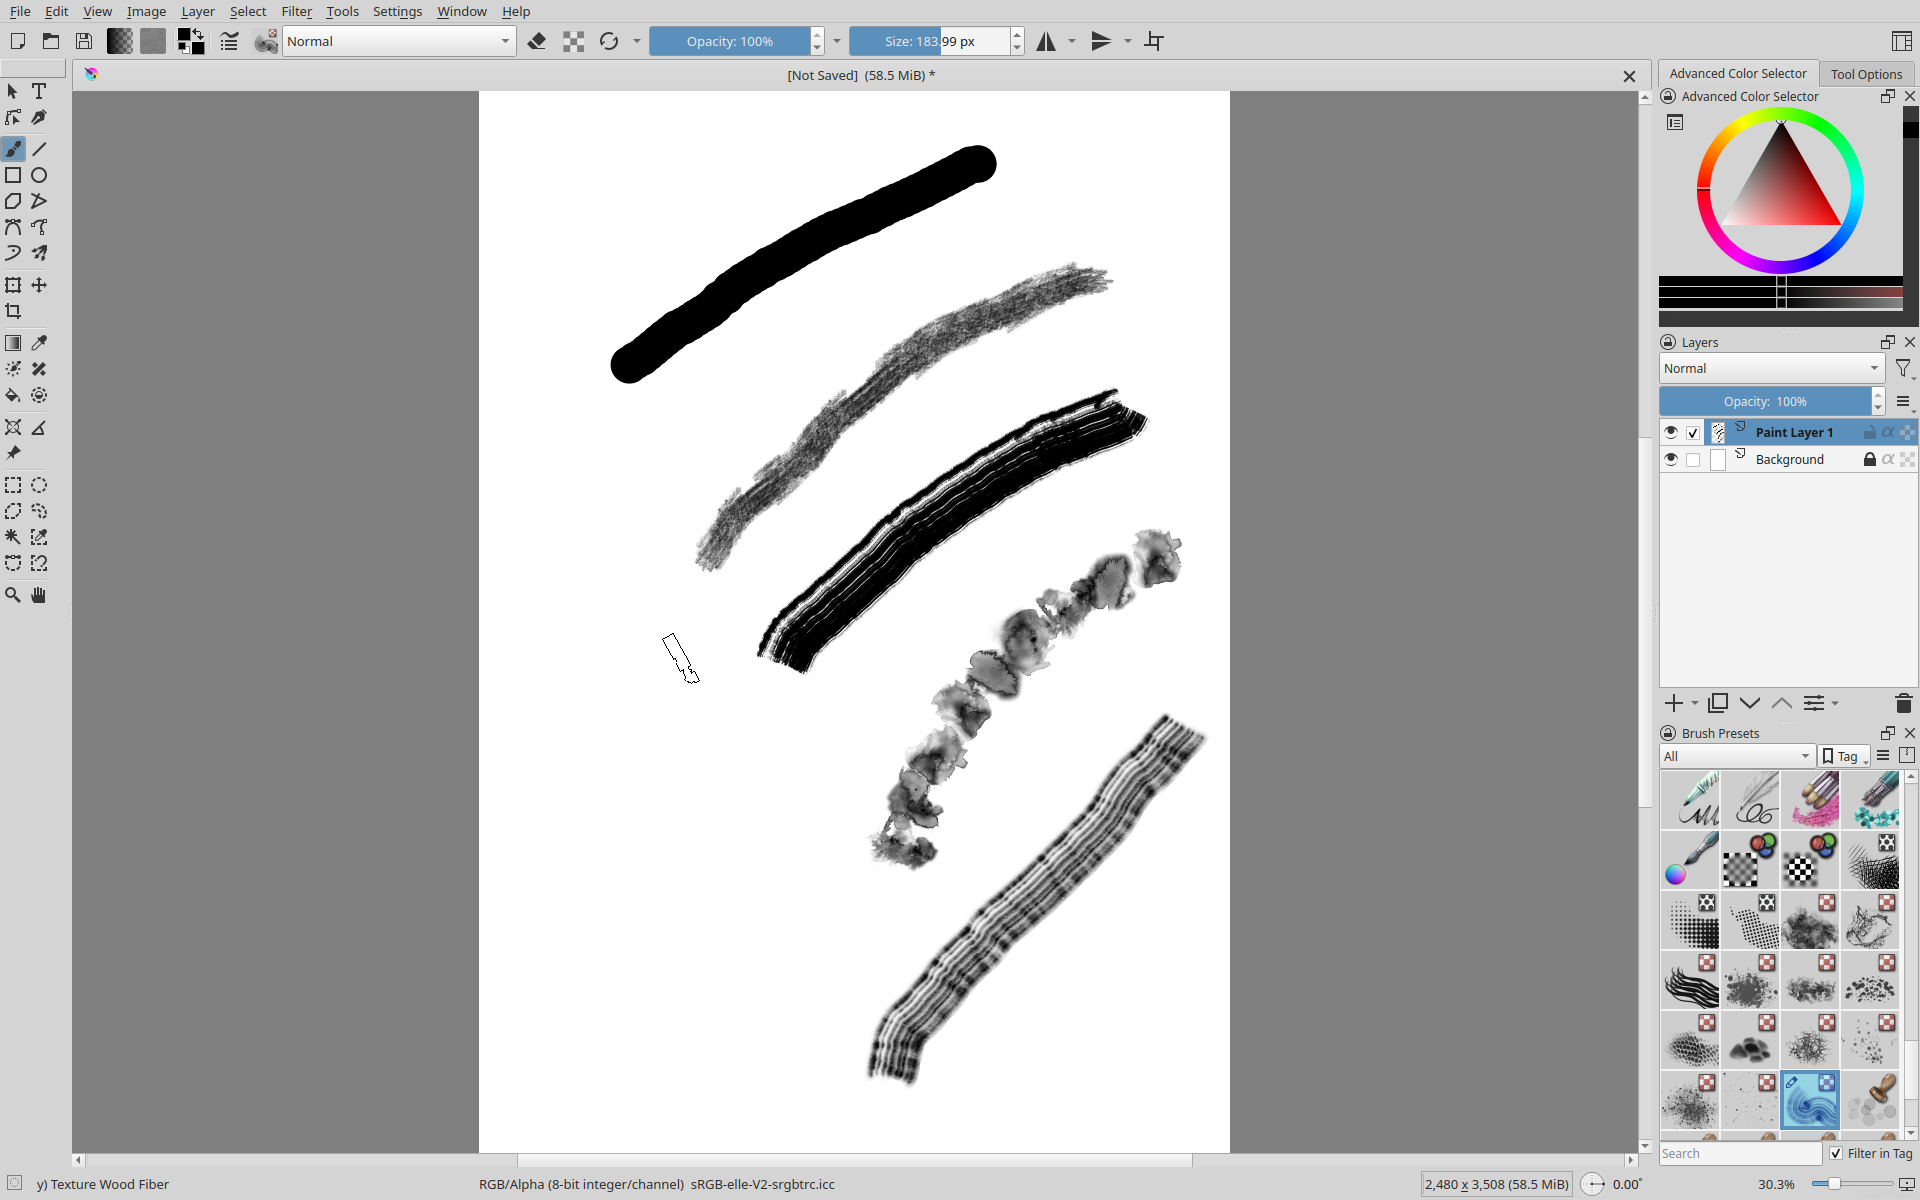 File Edit View Image Layer Select Filter Tools Settings Window Help
Normal Opacity: 100% Size: 183.99 px
[Not Saved] (58.5 MiB) *
Advanced Color Selector Tool Options
Advanced Color Selector
Layers
Normal
Opacity: 100%
Paint Layer 1
Background
Brush Presets
All Tag
Search Filter in Tag
y) Texture Wood Fiber RGB/Alpha (8-bit integer/channel) sRGB-elle-V2-srgbtrc.icc 2,480 x 3,508 (58.5 MiB) 0.00° 30.3%